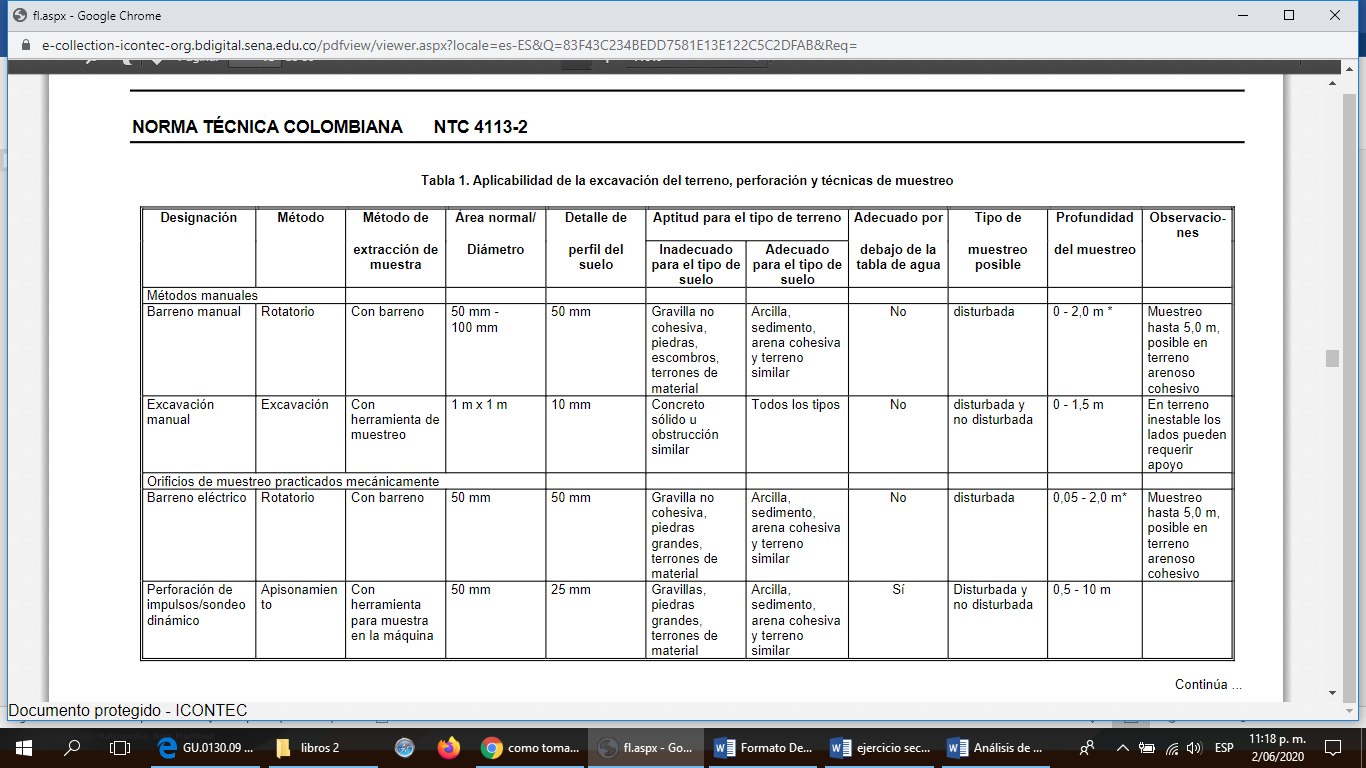 fl.aspx - Google Chrome
e-collection-icontec-org.bdigital.sena.edu.co/pdfview/viewer.aspx?locale=es-ES&Q=83F43C234BEDD7581E13E122C5C2DFAB&Req=
NORMA TÉCNICA COLOMBIANA NTC 4113-2
Tabla 1. Aplicabilidad de la excavación del terreno, perforación y técnicas de muestreo
Designación
Método
Método de
extracción de
muestra
Área normal/
Diámetro
Detalle de
perfil del
suelo
Aptitud para el tipo de terreno
Inadecuado
para el tipo de
suelo
Adecuado
para el tipo de
suelo
Adecuado por
debajo de la
tabla de agua
Tipo de
muestreo
posible
Profundidad
del muestreo
Observacio-
nes
Métodos manuales
Barreno manual
Rotatorio
Con barreno
50 mm -
100 mm
50 mm
Gravilla no
cohesiva,
piedras,
escombros,
terrones de
material
Arcilla,
sedimento,
arena cohesiva
y terreno
similar
No
disturbada
0 - 2,0 m *
Muestreo
hasta 5,0 m,
posible en
terreno
arenoso
cohesivo
Excavación
manual
Excavación
Con
herramienta de
muestreo
1 m x 1 m
10 mm
Concreto
sólido u
obstrucción
similar
Todos los tipos
No
disturbada y
no disturbada
0 - 1,5 m
En terreno
inestable los
lados pueden
requerir
apoyo
Orificios de muestreo practicados mecánicamente
Barreno eléctrico
Rotatorio
Con barreno
50 mm
50 mm
Gravilla no
cohesiva,
piedras
grandes,
terrones de
material
Arcilla,
sedimento,
arena cohesiva
y terreno
similar
No
disturbada
0,05 - 2,0 m*
Muestreo
hasta 5,0 m,
posible en
terreno
arenoso
cohesivo
Perforación de
impulsos/sondeo
dinámico
Apisonamien
to
Con
herramienta
para muestra
en la máquina
50 mm
25 mm
Gravillas,
piedras
grandes,
terrones de
material
Arcilla,
sedimento,
arena cohesiva
y terreno
similar
Sí
Disturbada y
no disturbada
0,5 - 10 m
Continúa ...
Documento protegido - ICONTEC
GU.0130.09 ...
libros 2
como toma...
fl.aspx - Go...
Formato De...
ejercicio sec...
Análisis de ...
ESP
11:18 p. m.
2/06/2020